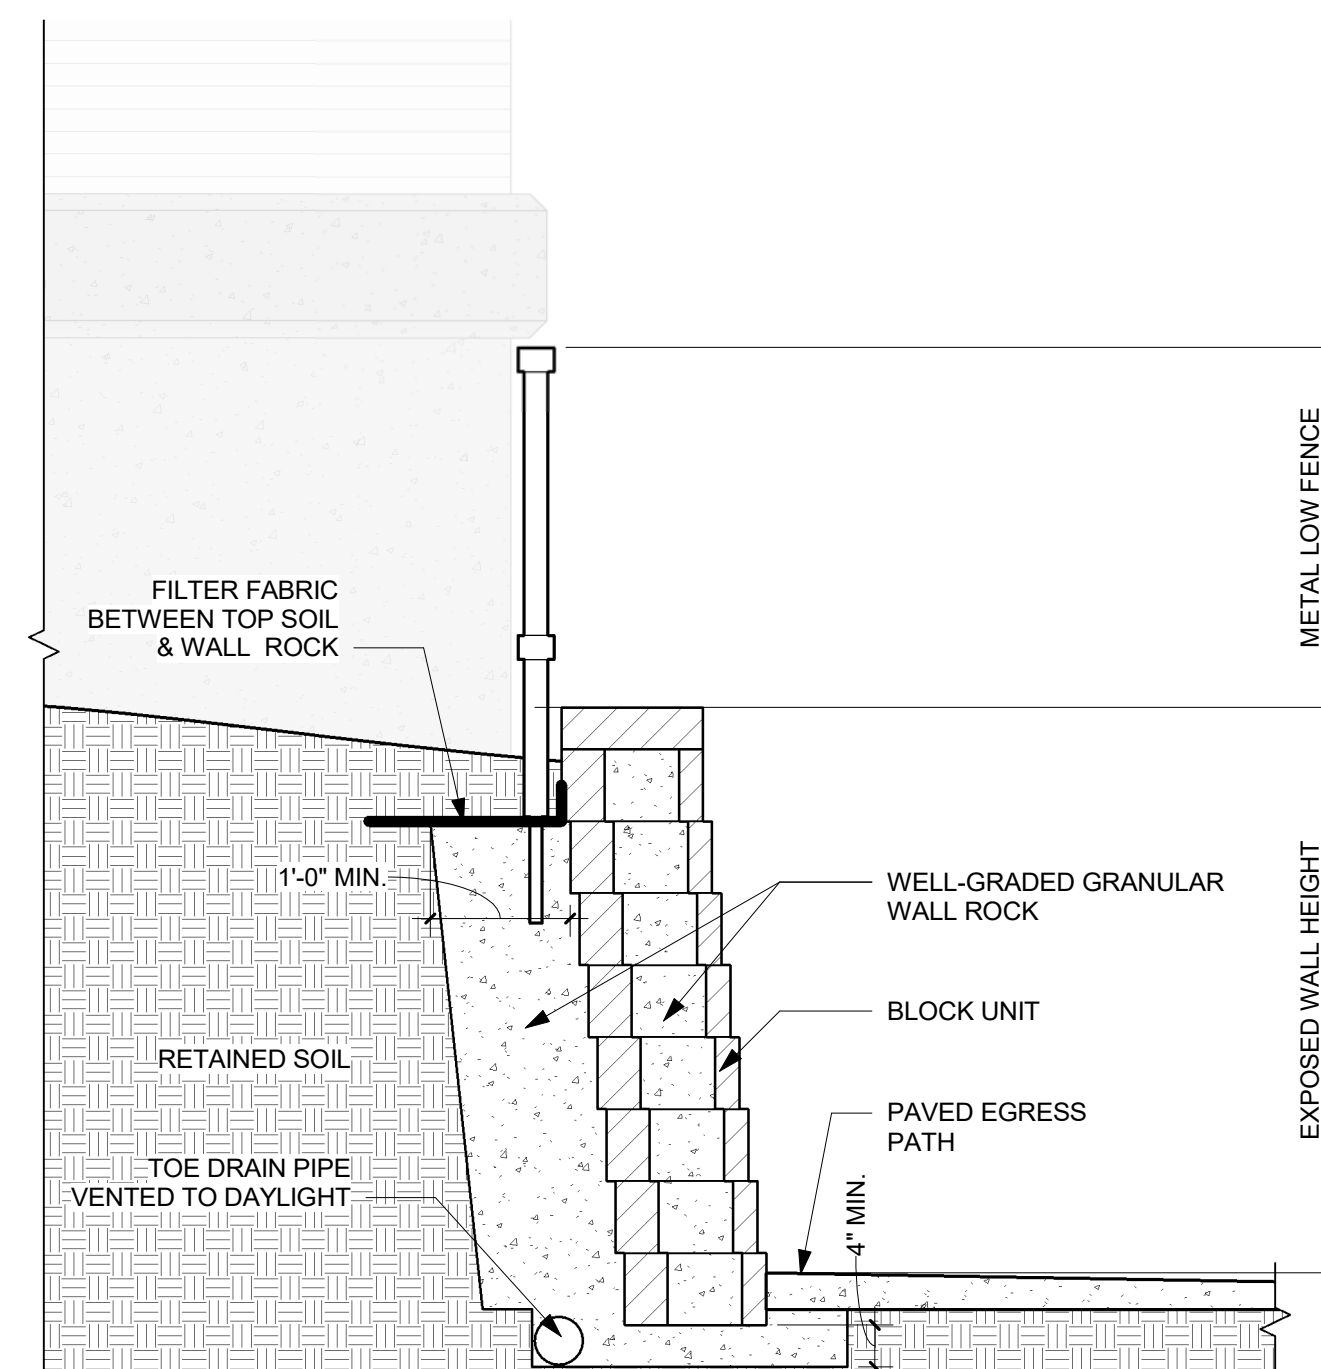 METAL LOW FENCE
FILTER FABRIC
BETWEEN TOP SOIL
& WALL ROCK
1'-0" MIN.
WELL-GRADED GRANULAR
WALL ROCK
EXPOSED WALL HEIGHT
BLOCK UNIT
RETAINED SOIL
PAVED EGRESS
PATH
TOE DRAIN PIPE
VENTED TO DAYLIGHT
4" MIN.